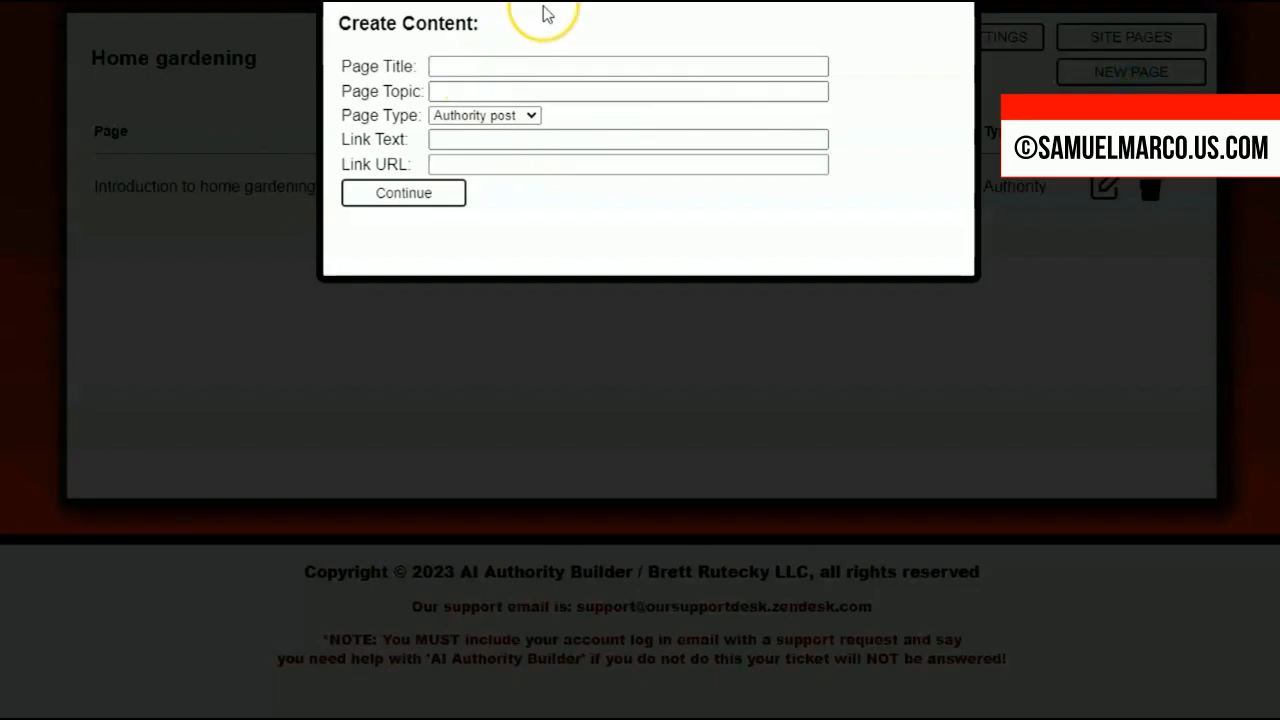 Create Content:
Home gardening
TTINGS
SITE PAGES
NEW PAGE
Page Title:
Page Topic:
Page Type: Authority post
Link Text:
Link URL:
Continue
Page
Ty
©SAMUELMARCO.US.COM
Introduction to home gardening
Authority
Copyright © 2023 AI Authority Builder / Brett Rutecky LLC, all rights reserved
Our support email is: support@oursupportdesk.zendesk.com
*NOTE: You MUST include your account log in email with a support request and say
you need help with 'AI Authority Builder' if you do not do this your ticket will NOT be answered!